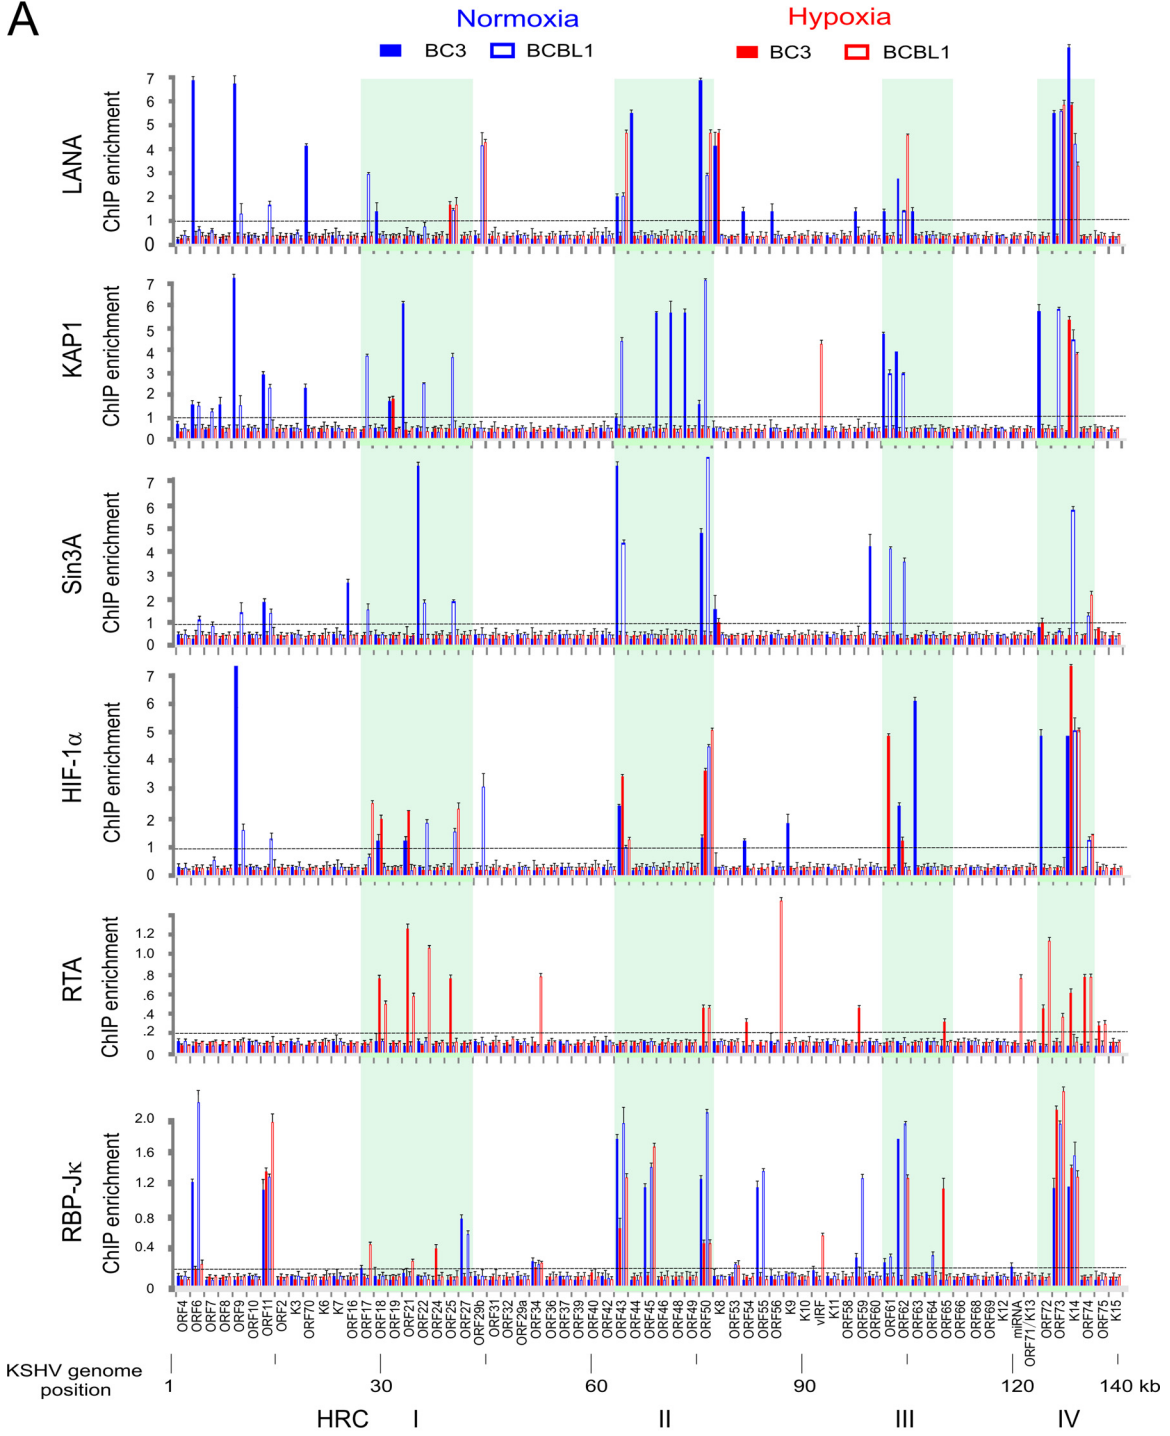 A
Normoxia
Hypoxia
BC3
BCBL1
BC3
BCBL1
LANA
ChIP enrichment
7
6
5
4
3
2
1
0
KAP1
ChIP enrichment
7
6
5
4
3
2
1
0
Sin3A
ChIP enrichment
7
6
5
4
3
2
1
0
HIF-1α
ChIP enrichment
7
6
5
4
3
2
1
0
RTA
ChIP enrichment
1.2
1.0
.8
.6
.4
.2
0
RBP-Jκ
ChIP enrichment
2.0
1.6
1.2
0.8
0.4
0
ORF4
ORF6
ORF7
ORF8
ORF9
ORF10
ORF11
ORF2
K3
ORF70
K6
K7
ORF16
ORF17
ORF18
ORF19
ORF21
ORF22
ORF24
ORF25
ORF27
ORF29b
ORF31
ORF32
ORF29a
ORF34
ORF36
ORF37
ORF39
ORF40
ORF42
ORF43
ORF44
ORF45
ORF46
ORF48
ORF49
ORF50
K8
ORF53
ORF54
ORF55
ORF56
K9
K10
vIRF
K11
ORF58
ORF59
ORF60
ORF61
ORF62
ORF63
ORF64
ORF65
ORF66
ORF68
ORF69
K12
miRNA
ORF71/K13
ORF72
ORF73
K14
ORF74
ORF75
K15
KSHV genome
position
1
30
60
90
120
140 kb
HRC
I
II
III
IV